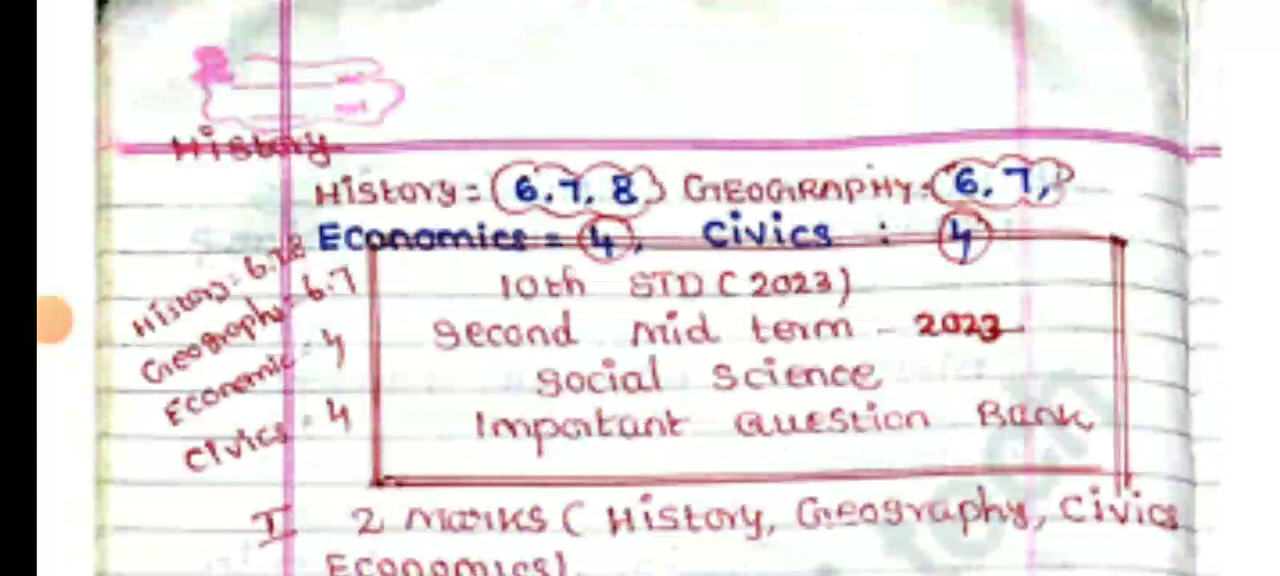 History
History = 6.7.8 GEOGRAPHY: 6.7,
Economics = 4, Civics : 4
History = 6.7.8
Geography = 6.7
Economic - 4
Civics - 4
10th STD (2023)
Second mid term - 2023
Social Science
Important Question Bank
I 2 Marks ( History, Geography, Civics
Economics)